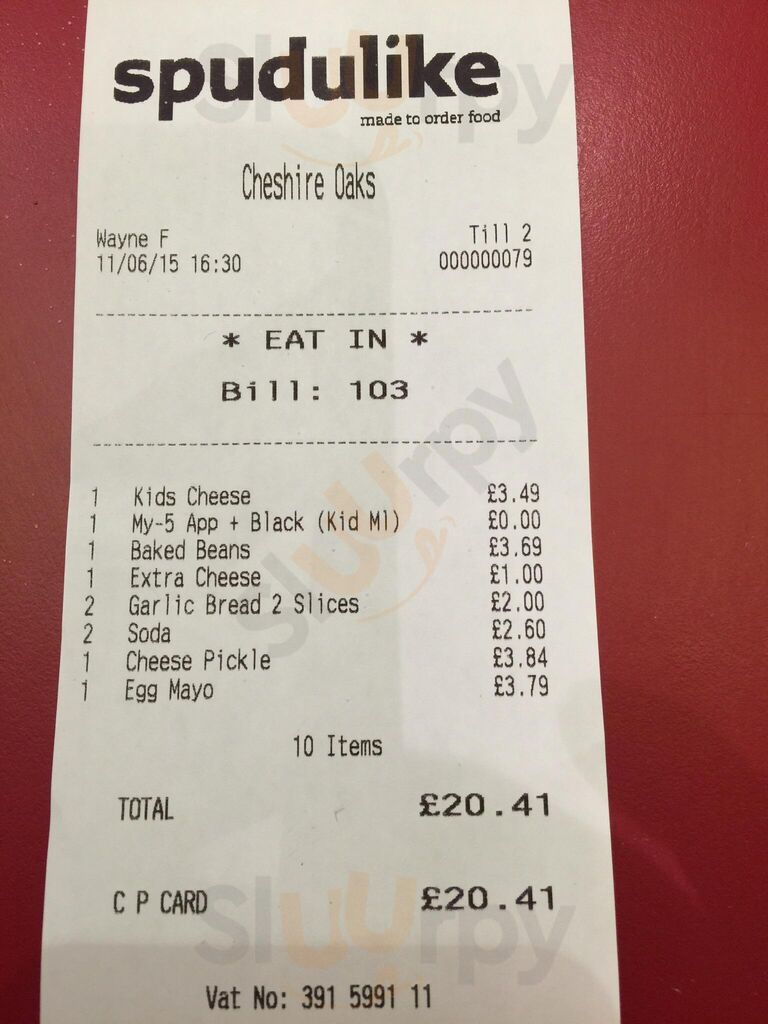 spudulike
made to order food
Cheshire Oaks
Wayne F Till 2
11/06/15 16:30 000000079
* EAT IN *
Bill: 103
1 Kids Cheese £3.49
1 My-5 App + Black (Kid Ml) £0.00
1 Baked Beans £3.69
1 Extra Cheese £1.00
2 Garlic Bread 2 Slices £2.00
2 Soda £2.60
1 Cheese Pickle £3.84
1 Egg Mayo £3.79
10 Items
TOTAL £20.41
C P CARD £20.41
Vat No: 391 5991 11
Sluurpy
Sluurpy
Sluurpy